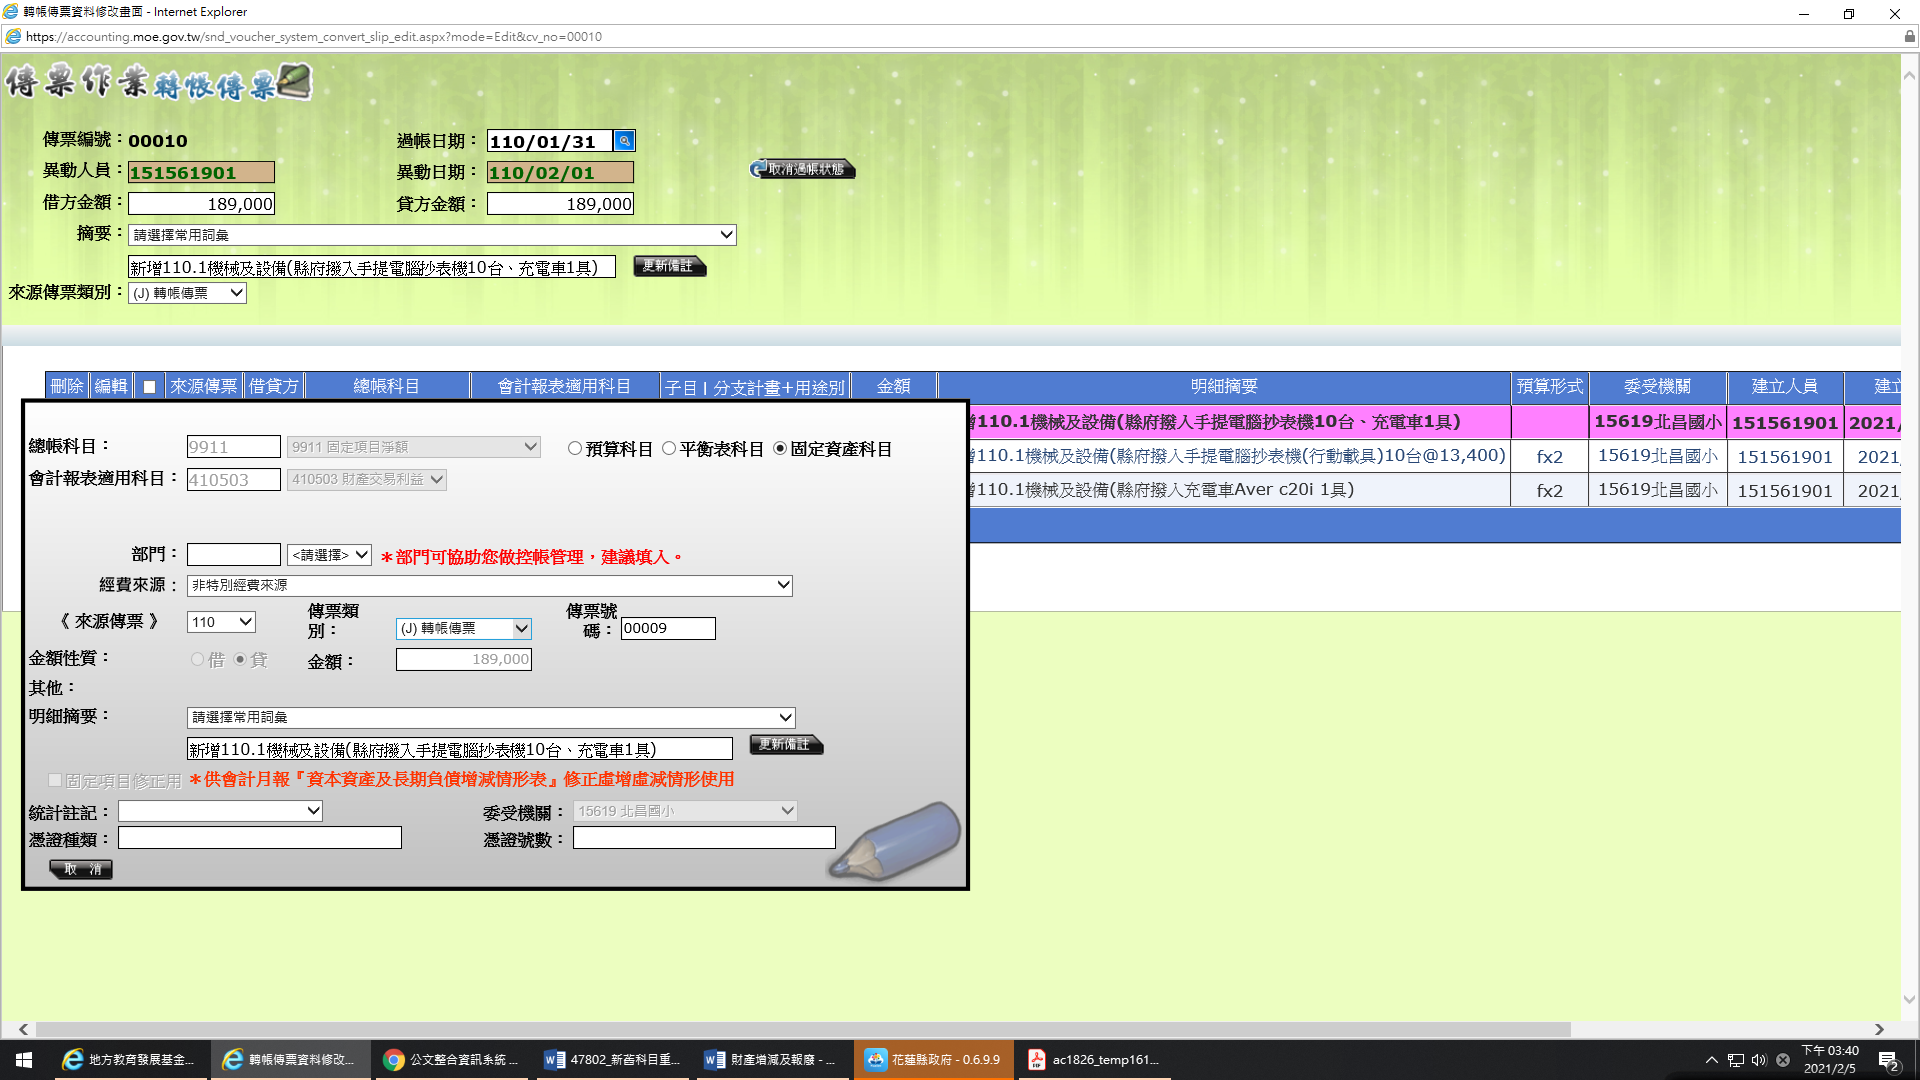 轉帳傳票資料修改畫面 - Internet Explorer
https://accounting.moe.gov.tw/snd_voucher_system_convert_slip_edit.aspx?mode=Edit&cv_no=00010
傳票作業 轉帳傳票
傳票編號：00010 過帳日期：110/01/31
異動人員：151561901 異動日期：110/02/01 取消過帳狀態
借方金額：189,000 貸方金額：189,000
摘要：請選擇常用詞彙
新增110.1機械及設備(縣府撥入手提電腦抄表機10台、充電車1具) 更新備註
來源傳票類別：(J) 轉帳傳票
刪除 編輯 來源傳票 借貸方 總帳科目 會計報表適用科目 子目 | 分支計畫+用途別 金額 明細摘要 預算形式 委受機關 建立人員 建立
110.1機械及設備(縣府撥入手提電腦抄表機10台、充電車1具) 15619北昌國小 151561901 2021/
110.1機械及設備(縣府撥入手提電腦抄表機(行動載具)10台@13,400) fx2 15619北昌國小 151561901 2021/
110.1機械及設備(縣府撥入充電車Aver c20i 1具) fx2 15619北昌國小 151561901 2021/
總帳科目：9911 9911 固定項目淨額 預算科目 平衡表科目 固定資產科目
會計報表適用科目：410503 410503 財產交易利益
部門： <請選擇> ＊部門可協助您做控帳管理，建議填入。
經費來源：非特別經費來源
《 來源傳票 》 110 傳票類別：(J) 轉帳傳票 傳票號碼：00009
金額性質： 借 貸 金額：189,000
其他：
明細摘要：請選擇常用詞彙
新增110.1機械及設備(縣府撥入手提電腦抄表機10台、充電車1具) 更新備註
固定項目修正用 ＊供會計月報『資本資產及長期負債增減情形表』修正虛增虛減情形使用
統計註記： 委受機關：15619 北昌國小
憑證種類： 憑證號數：
取 消
地方教育發展基金... 轉帳傳票資料修改... 公文整合資訊系統 ... 47802_新舊科目重... 財產增減及報廢 - ... 花蓮縣政府 - 0.6.9.9 ac1826_temp161...
下午 03:40
2021/2/5
2